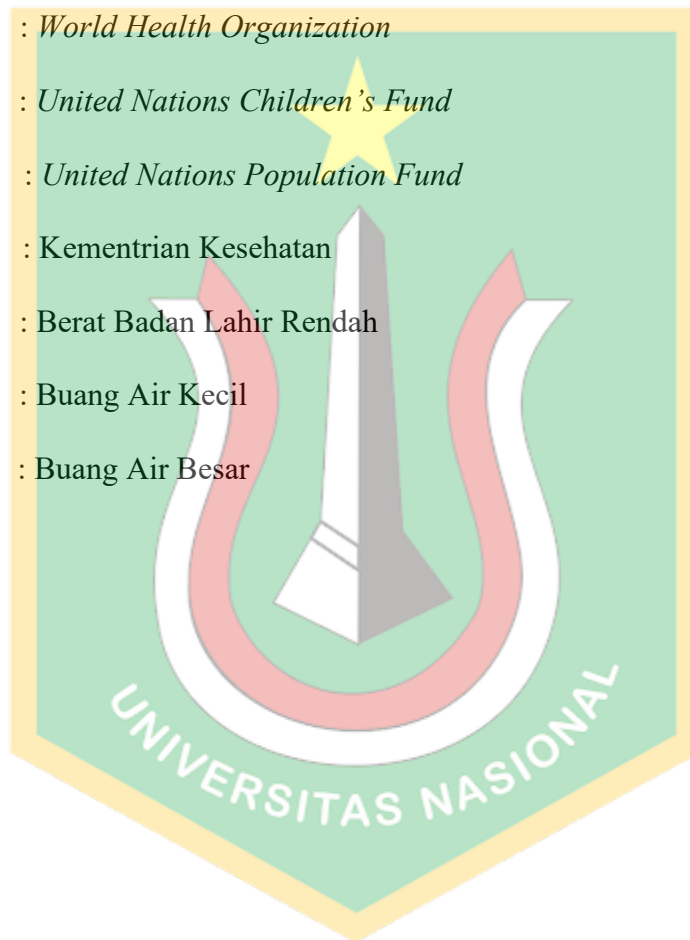 : World Health Organization
: United Nations Children’s Fund
: United Nations Population Fund
: Kementrian Kesehatan
: Berat Badan Lahir Rendah
: Buang Air Kecil
: Buang Air Besar
UNIVERSITAS NASIONAL